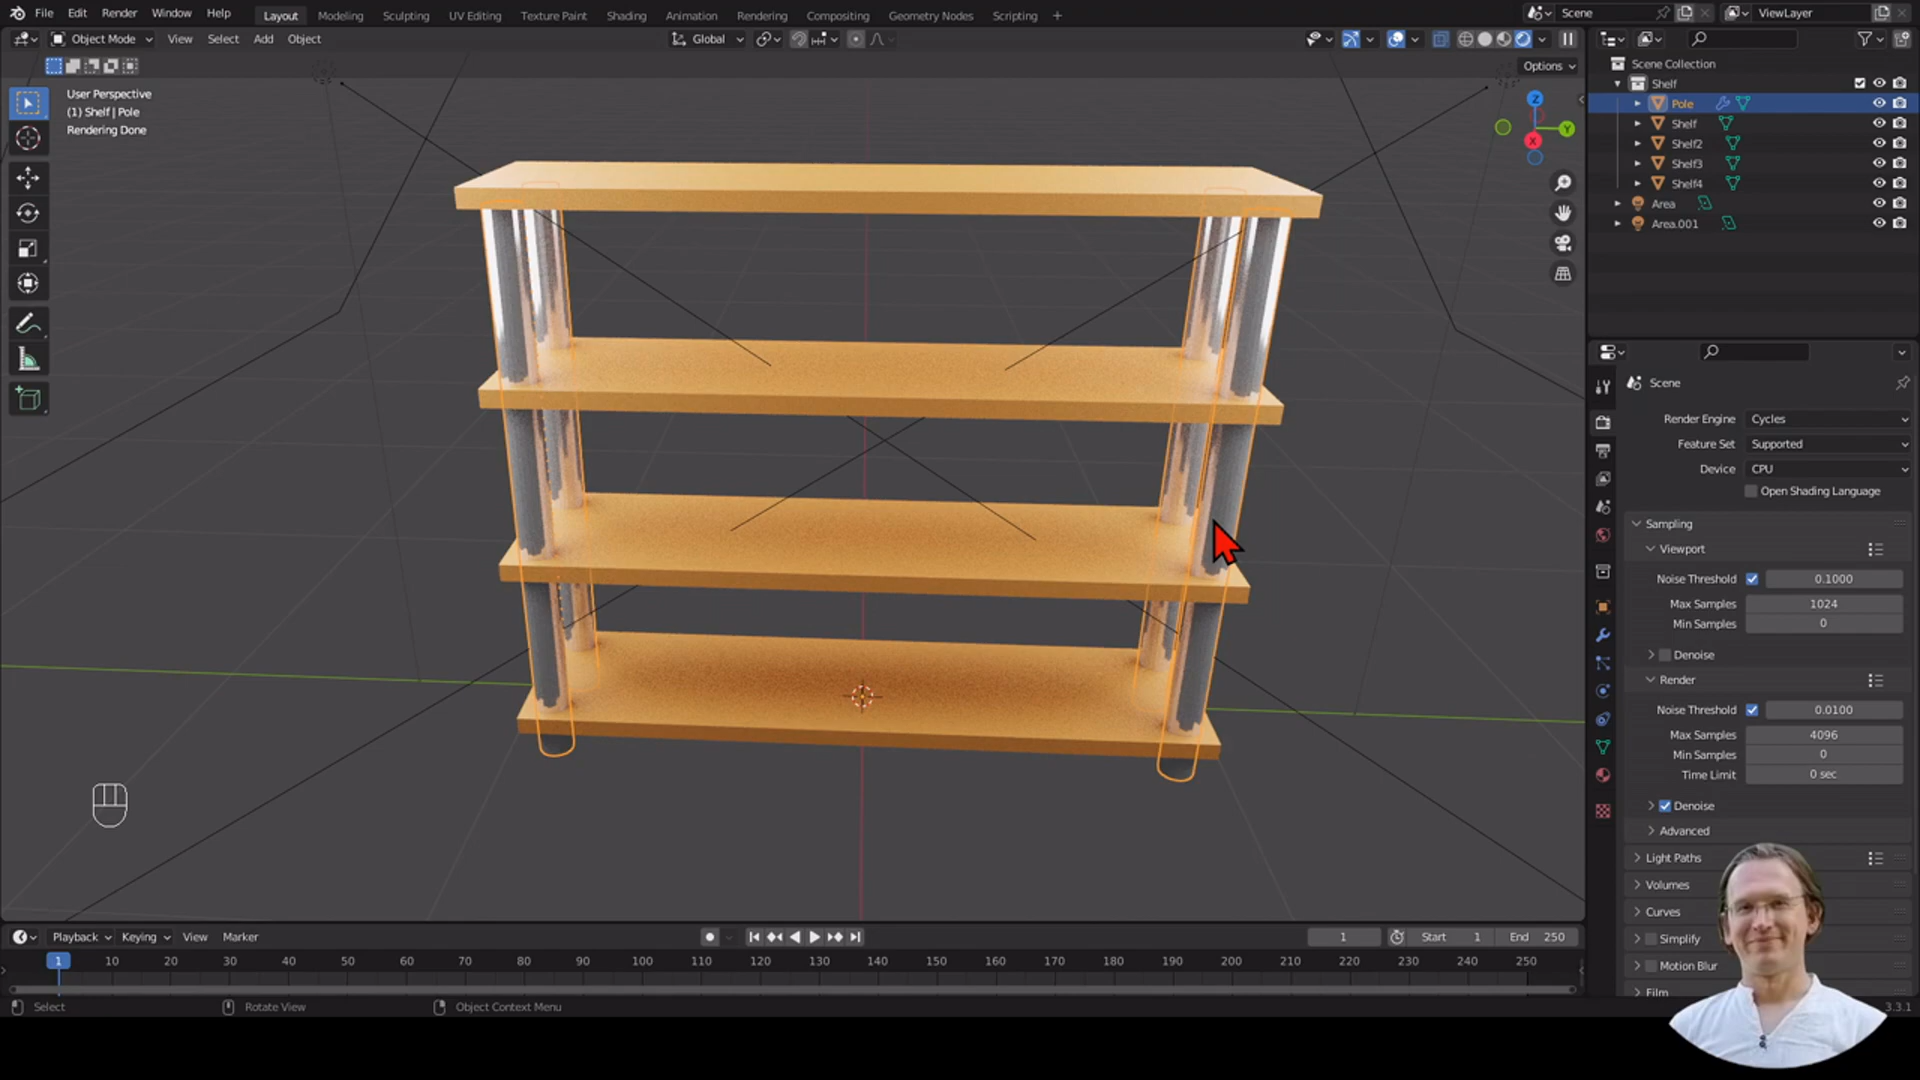 File Edit Render Window Help Layout Modeling Sculpting UV Editing Texture Paint Shading Animation Rendering Compositing Geometry Nodes Scripting + Scene ViewLayer
Object Mode View Select Add Object Global
Options
User Perspective
(1) Shelf | Pole
Rendering Done
Z
Y
X
Scene Collection
Shelf
Pole
Shelf
Shelf2
Shelf3
Shelf4
Area
Area.001
Scene
Render Engine Cycles
Feature Set Supported
Device CPU
Open Shading Language
Sampling
Viewport
Noise Threshold 0.1000
Max Samples 1024
Min Samples 0
Denoise
Render
Noise Threshold 0.0100
Max Samples 4096
Min Samples 0
Time Limit 0 sec
Denoise
Advanced
Light Paths
Volumes
Curves
Simplify
Motion Blur
Film
Playback Keying View Marker 1 Start 1 End 250
1 10 20 30 40 50 60 70 80 90 100 110 120 130 140 150 160 170 180 190 200 210 220 230 240 250
Select Rotate View Object Context Menu 3.3.1